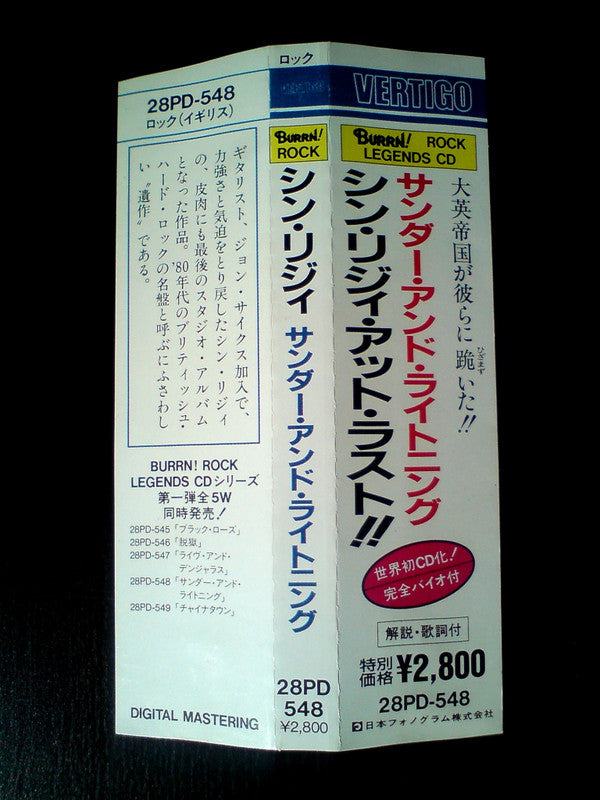 28PD-548
ロック(イギリス)
ギタリスト、ジョン・サイクス加入で、
力強さと気迫をとり戻したシン・リジィ
の、皮肉にも最後のスタジオ・アルバム
となった作品。'80年代のブリティッシュ・
ハード・ロックの名盤と呼ぶにふさわし
い〝遺作〟である。
BURRN! ROCK
LEGENDS CDシリーズ
第一弾全5W
同時発売!
28PD-545「ブラック・ローズ」
28PD-546「脱獄」
28PD-547「ライヴ・アンド・
デンジャラス」
28PD-548「サンダー・アンド・
ライトニング」
28PD-549「チャイナタウン」
DIGITAL MASTERING
ロック
BURRN!
ROCK
シン・リジィ サンダー・アンド・ライトニング
28PD
548
¥2,800
VERTIGO
BURRN! ROCK
LEGENDS CD
大英帝国が彼らに跪いた!!
ひざまず
サンダー・アンド・ライトニング
シン・リジィ・アット・ラスト!!
世界初CD化!
完全バイオ付
解説・歌詞付
特別価格 ¥2,800
28PD-548
日本フォノグラム株式会社